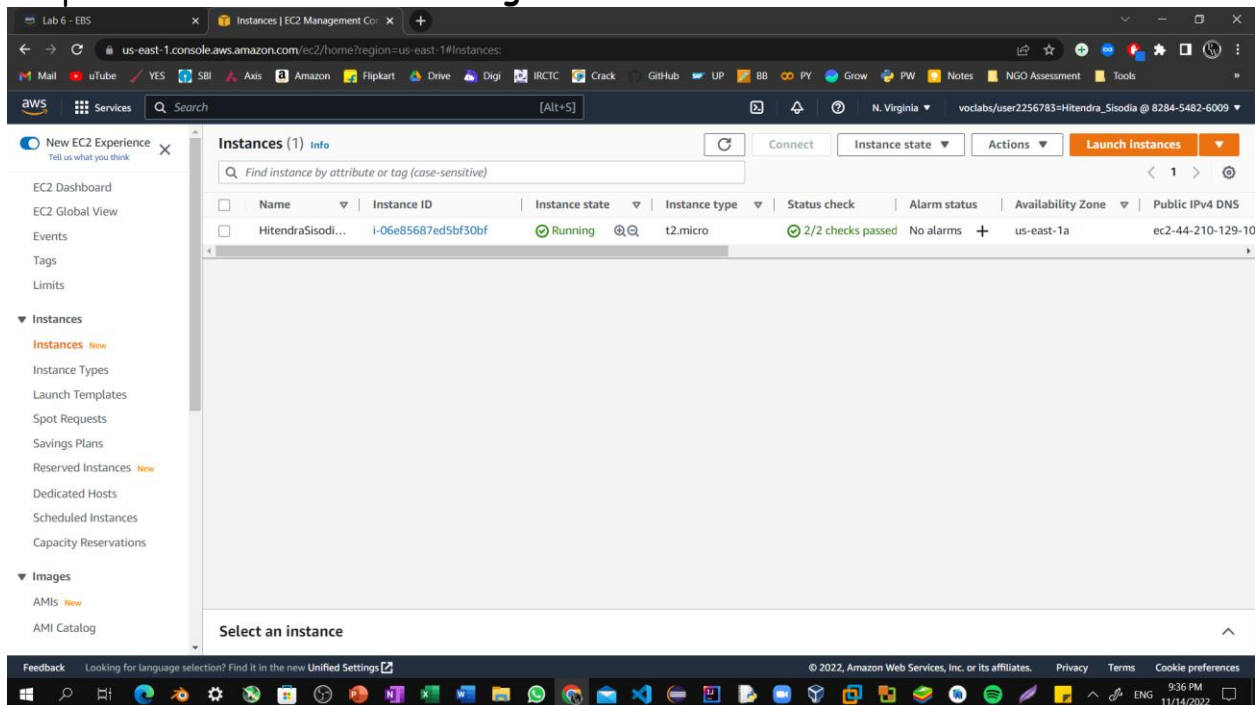 Lab 6 - EBS
Instances | EC2 Management Co
us-east-1.console.aws.amazon.com/ec2/home?region=us-east-1#Instances:
Mail uTube YES SBI Axis Amazon Flipkart Drive Digi IRCTC Crack GitHub UP BB PY Grow PW Notes NGO Assessment Tools »
aws Services Search [Alt+S] N. Virginia ▼ voclabs/user2256783=Hitendra_Sisodia @ 8284-5482-6009 ▼
New EC2 Experience
Tell us what you think
EC2 Dashboard
EC2 Global View
Events
Tags
Limits
Instances
Instances New
Instance Types
Launch Templates
Spot Requests
Savings Plans
Reserved Instances New
Dedicated Hosts
Scheduled Instances
Capacity Reservations
Images
AMIs New
AMI Catalog
Instances (1) Info
Connect Instance state ▼ Actions ▼ Launch instances ▼
Find instance by attribute or tag (case-sensitive)
< 1 >
Name Instance ID Instance state Instance type Status check Alarm status Availability Zone Public IPv4 DNS
HitendraSisodi... i-06e85687ed5bf30bf Running t2.micro 2/2 checks passed No alarms + us-east-1a ec2-44-210-129-10
Select an instance
Feedback Looking for language selection? Find it in the new Unified Settings © 2022, Amazon Web Services, Inc. or its affiliates. Privacy Terms Cookie preferences
ENG 9:36 PM
11/14/2022